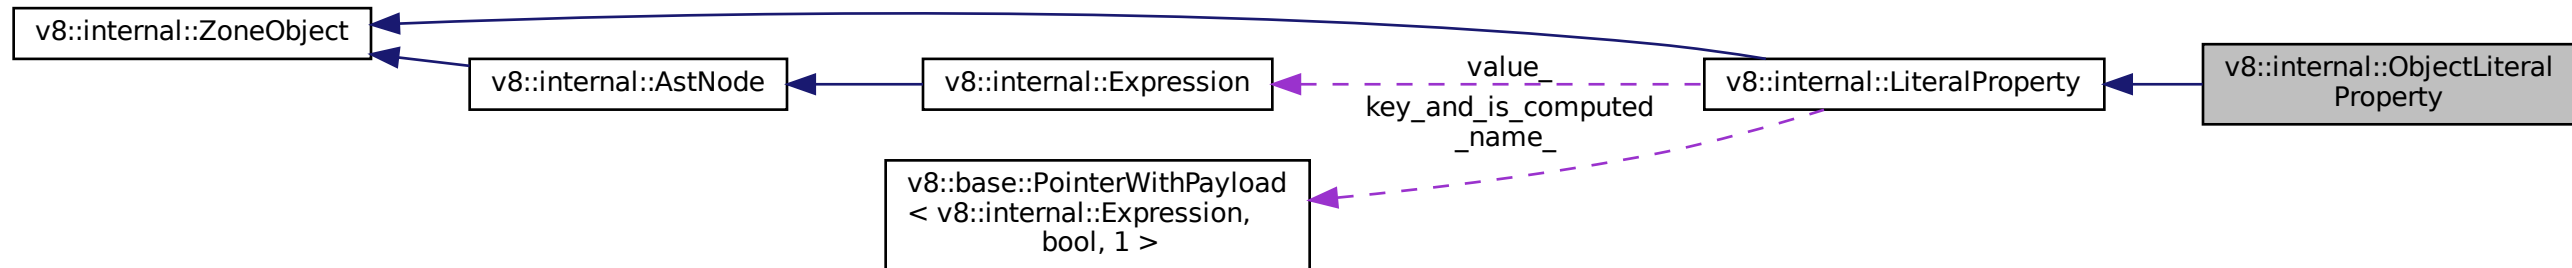 v8::internal::ZoneObject
v8::internal::AstNode
v8::internal::Expression
value_
key_and_is_computed
_name_
v8::base::PointerWithPayload
< v8::internal::Expression,
bool, 1 >
v8::internal::LiteralProperty
v8::internal::ObjectLiteral
Property